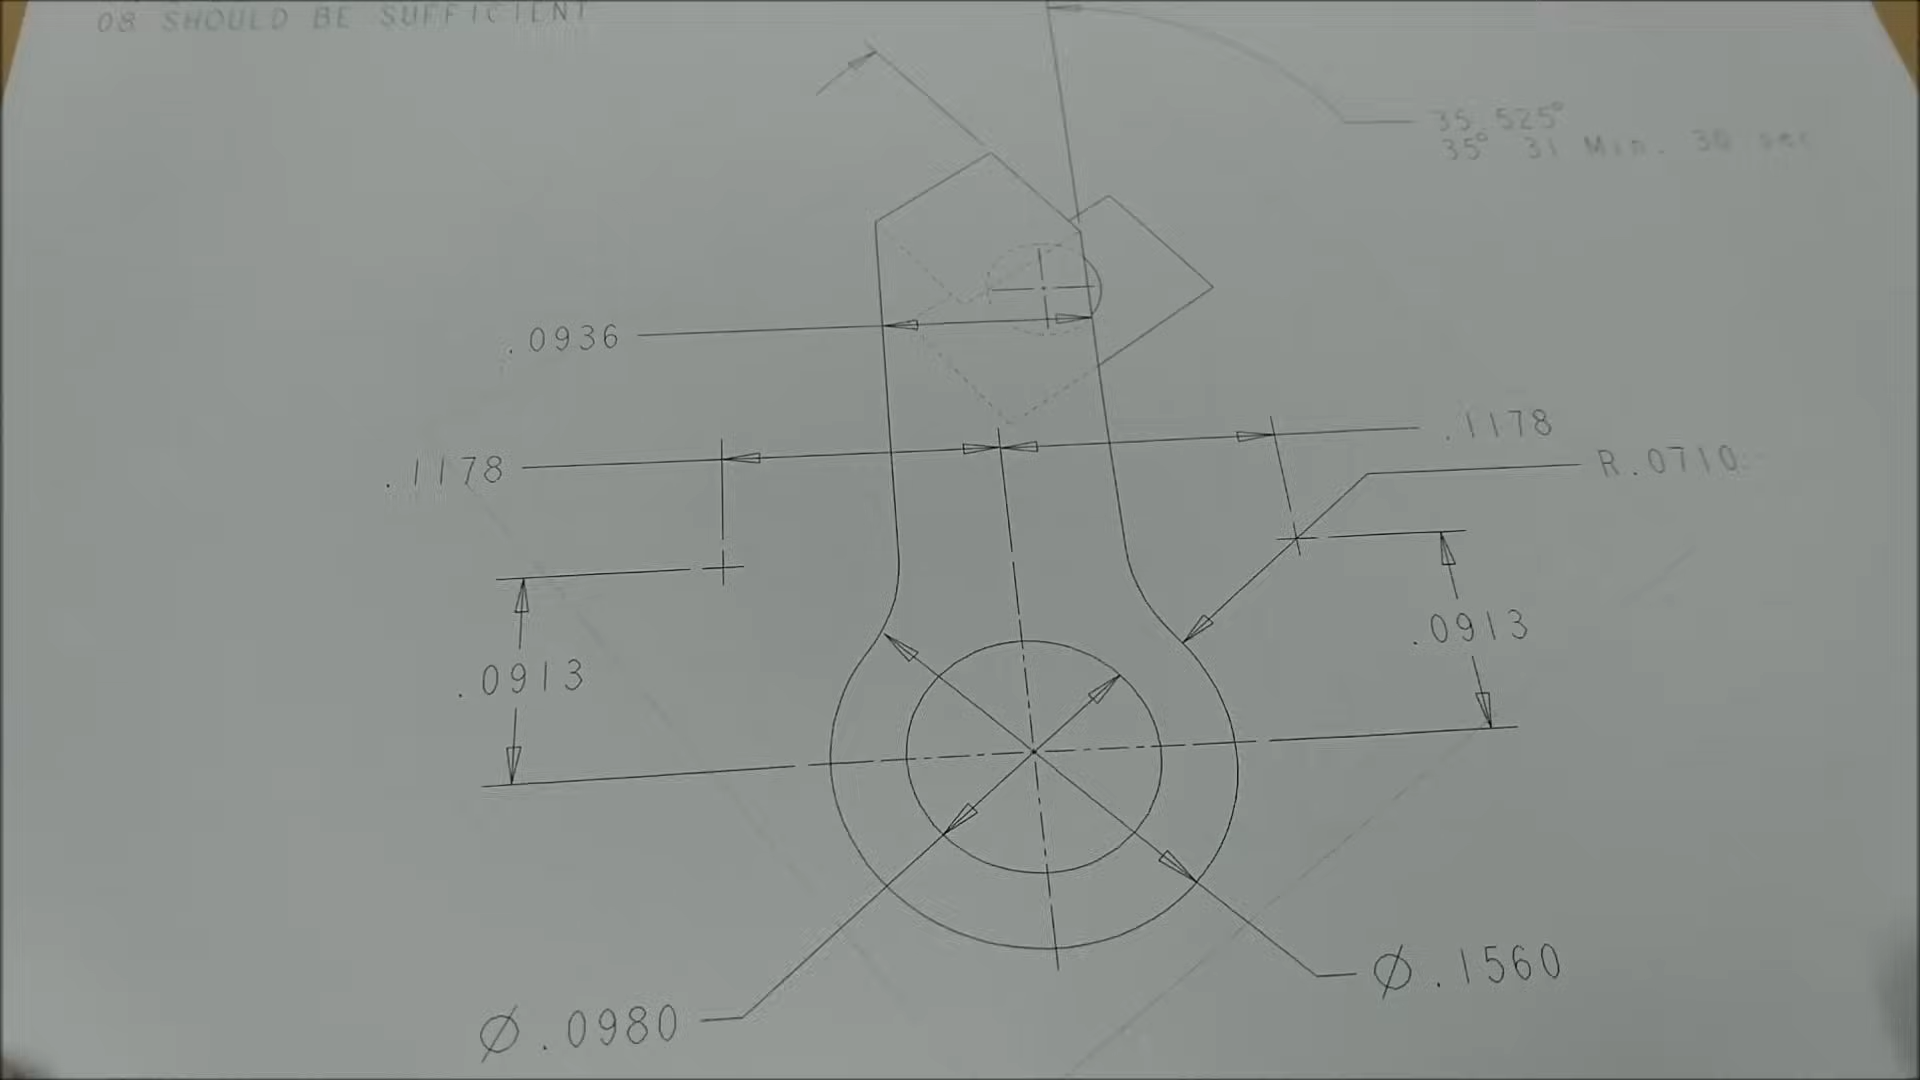 08 SHOULD BE SUFFICIENT
35.525°
35° 31 Min. 30 sec
.0936
.1178
.1178
R.0710
.0913
.0913
Ø.1560
Ø.0980